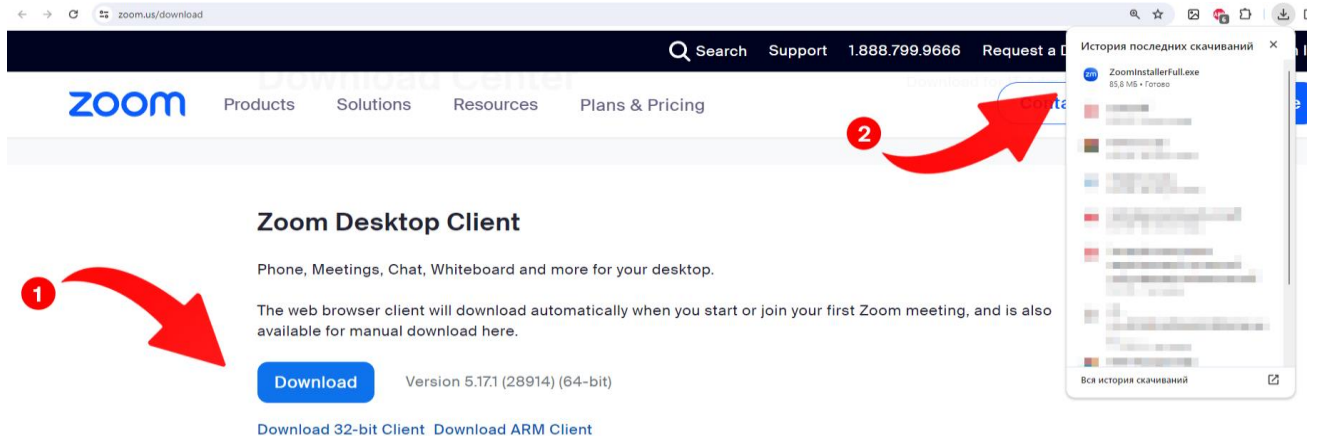 zoom.us/download
Search Support 1.888.799.9666 Request a
Download Center
zoom Products Solutions Resources Plans & Pricing
1
2
Zoom Desktop Client
Phone, Meetings, Chat, Whiteboard and more for your desktop.
The web browser client will download automatically when you start or join your first Zoom meeting, and is also
available for manual download here.
Download Version 5.17.1 (28914) (64-bit)
Download 32-bit Client Download ARM Client
История последних скачиваний
zm ZoomInstallerFull.exe
85,8 МБ • Готово
Вся история скачиваний